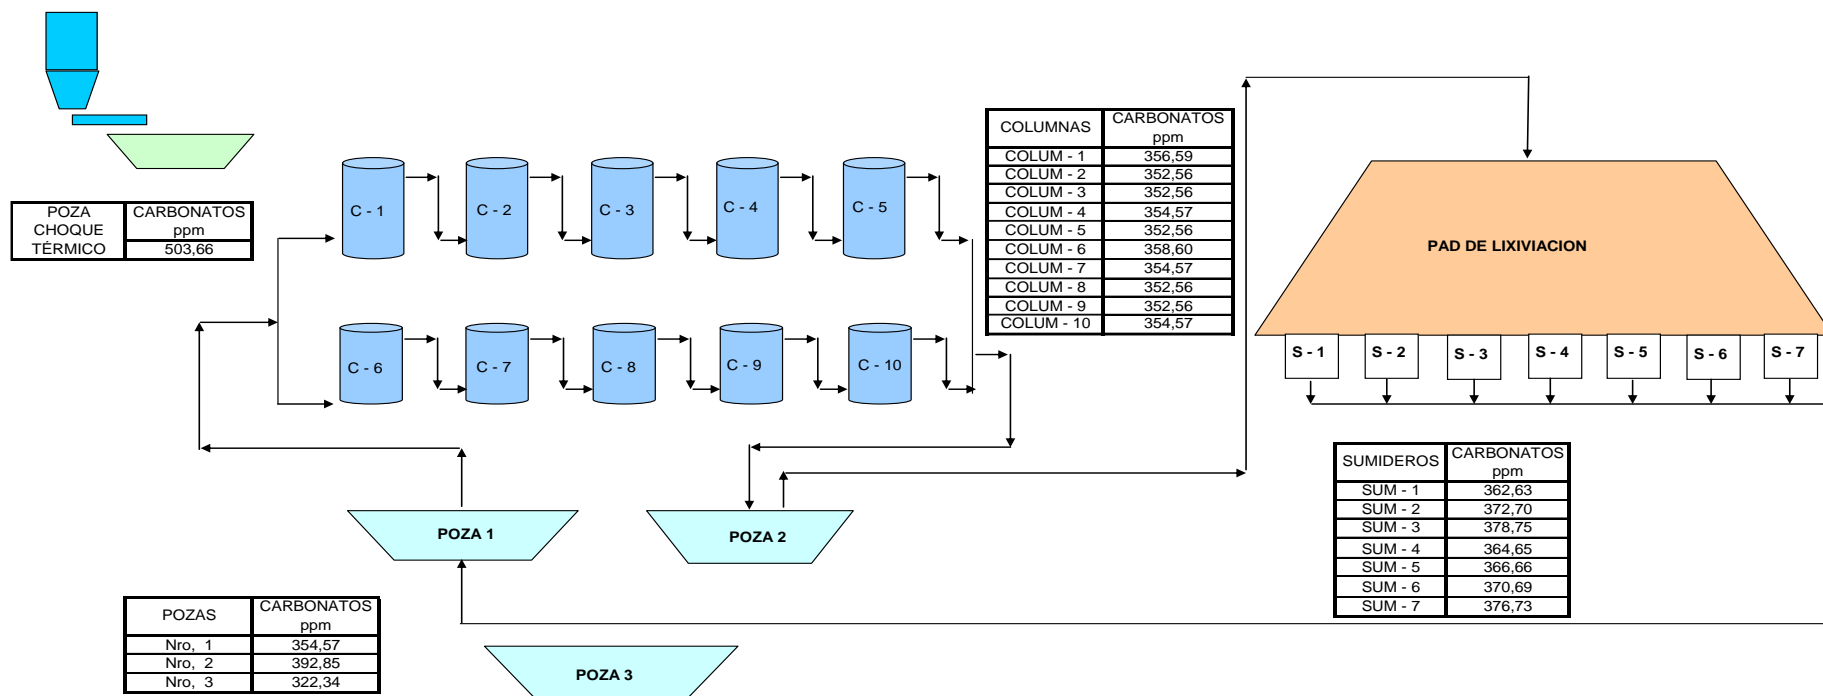 POZA CHOQUE TÉRMICO
CARBONATOS ppm
503,66
C - 1
C - 2
C - 3
C - 4
C - 5
C - 6
C - 7
C - 8
C - 9
C - 10
COLUMNAS CARBONATOS ppm
COLUM - 1 356,59
COLUM - 2 352,56
COLUM - 3 352,56
COLUM - 4 354,57
COLUM - 5 352,56
COLUM - 6 358,60
COLUM - 7 354,57
COLUM - 8 352,56
COLUM - 9 352,56
COLUM - 10 354,57
PAD DE LIXIVIACION
S - 1
S - 2
S - 3
S - 4
S - 5
S - 6
S - 7
SUMIDEROS CARBONATOS ppm
SUM - 1 362,63
SUM - 2 372,70
SUM - 3 378,75
SUM - 4 364,65
SUM - 5 366,66
SUM - 6 370,69
SUM - 7 376,73
POZA 1
POZA 2
POZAS CARBONATOS ppm
Nro, 1 354,57
Nro, 2 392,85
Nro, 3 322,34
POZA 3